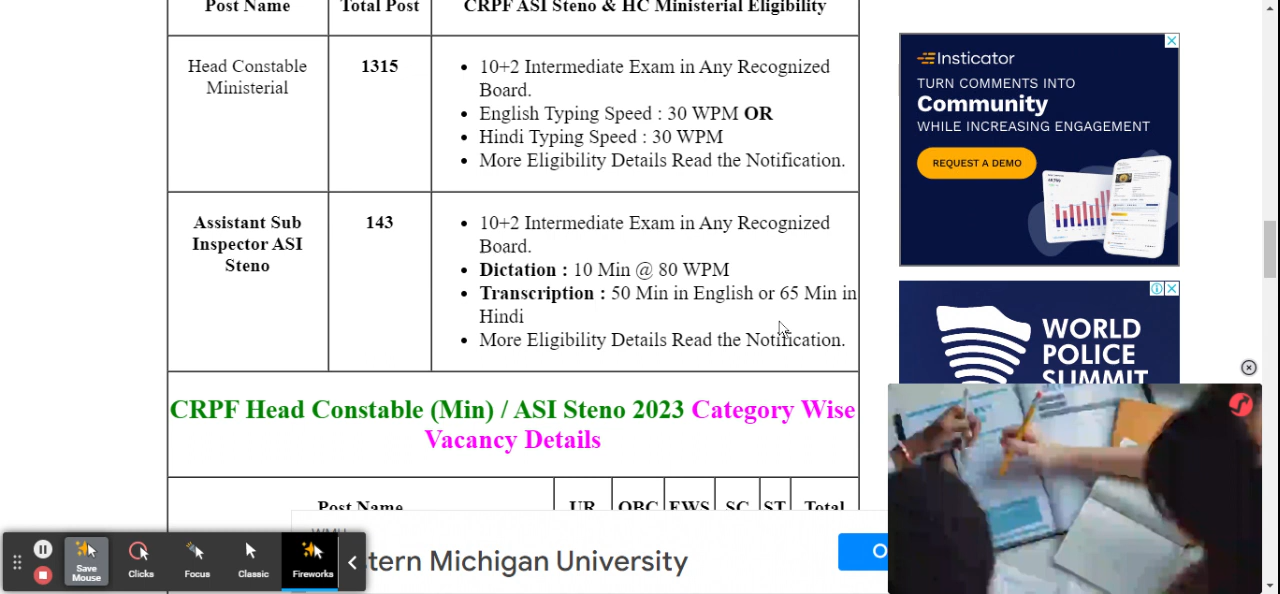 Post Name
Total Post
CRPF ASI Steno & HC Ministerial Eligibility
Head Constable
Ministerial
1315
10+2 Intermediate Exam in Any Recognized
Board.
English Typing Speed : 30 WPM OR
Hindi Typing Speed : 30 WPM
More Eligibility Details Read the Notification.
Assistant Sub
Inspector ASI
Steno
143
10+2 Intermediate Exam in Any Recognized
Board.
Dictation : 10 Min @ 80 WPM
Transcription : 50 Min in English or 65 Min in
Hindi
More Eligibility Details Read the Notification.
CRPF Head Constable (Min) / ASI Steno 2023 Category Wise
Vacancy Details
Post Name
UR
OBC
EWS
SC
ST
Total
Insticator
TURN COMMENTS INTO
Community
WHILE INCREASING ENGAGEMENT
REQUEST A DEMO
WORLD
POLICE
SUMMIT
WMU
tern Michigan University
O
Save
Mouse
Clicks
Focus
Classic
Fireworks